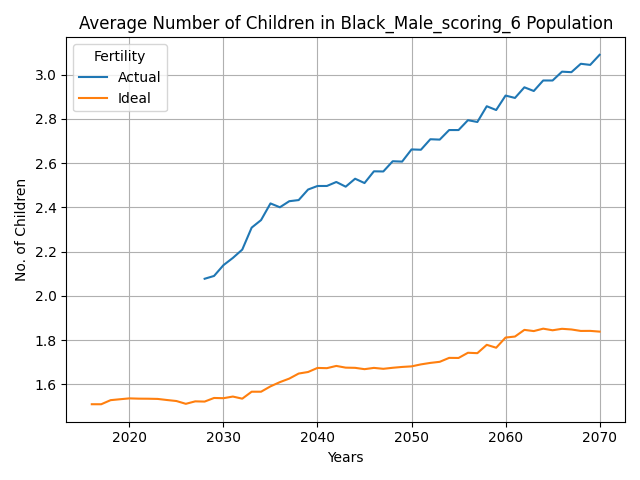 Average Number of Children in Black_Male_scoring_6 Population
Fertility
Actual
Ideal
No. of Children
3.0
2.8
2.6
2.4
2.2
2.0
1.8
1.6
2020 2030 2040 2050 2060 2070
Years